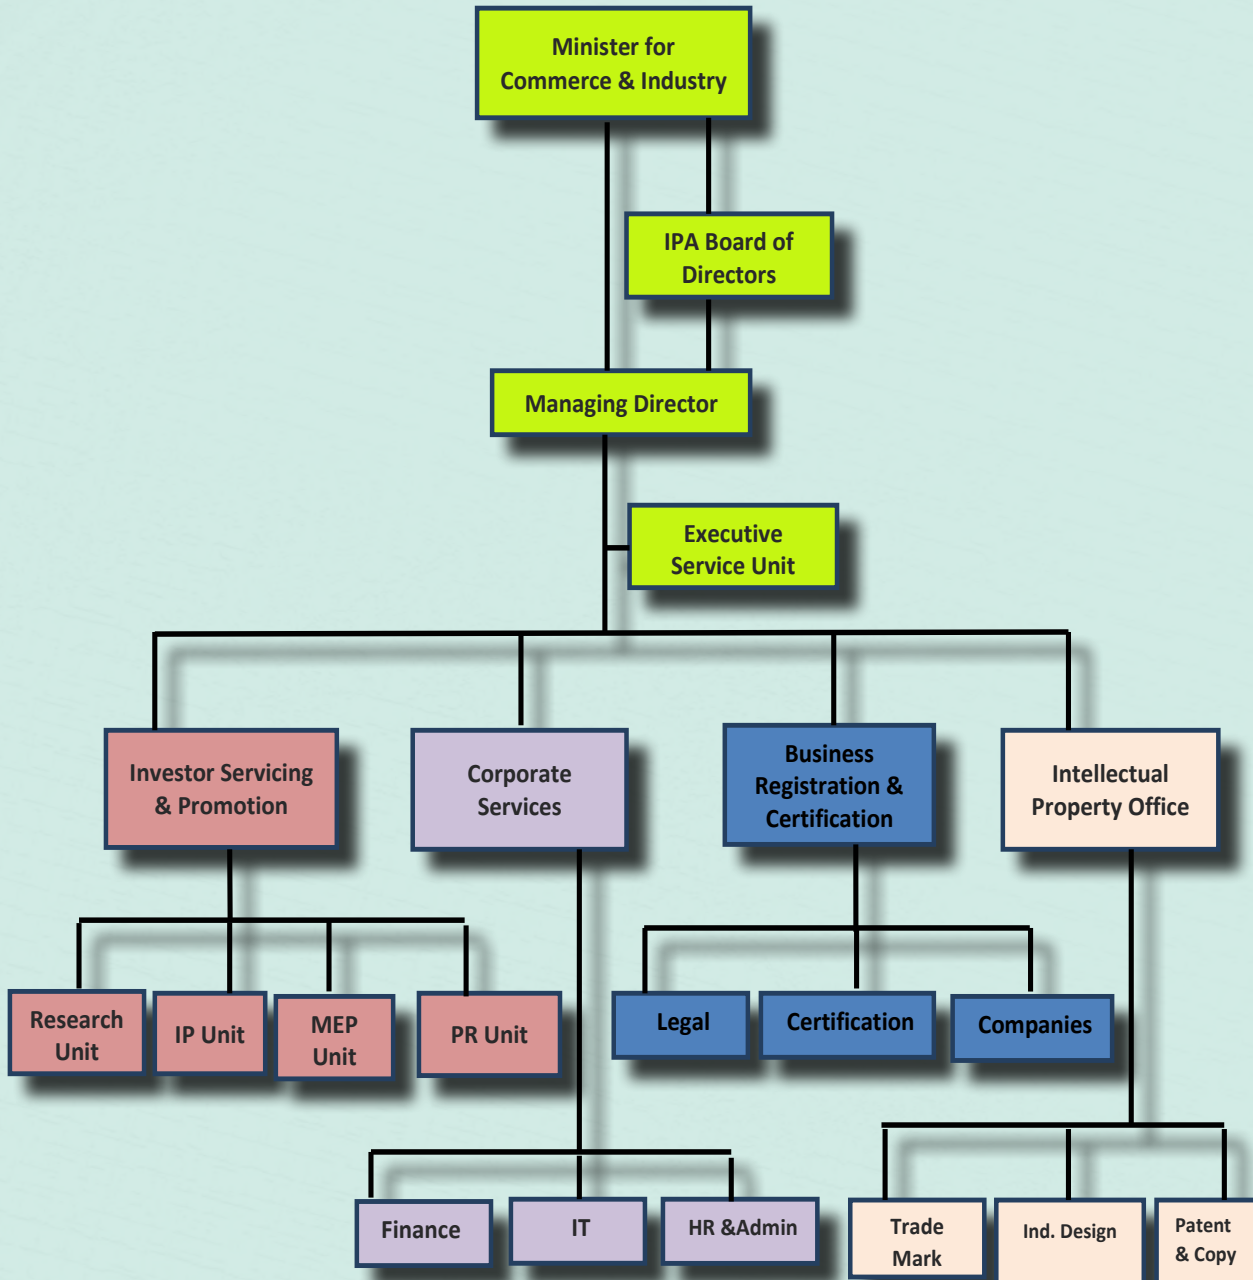 Minister for
Commerce & Industry
IPA Board of
Directors
Managing Director
Executive
Service Unit
Investor Servicing
& Promotion
Corporate
Services
Business
Registration &
Certification
Intellectual
Property Office
Research
Unit
IP Unit
MEP
Unit
PR Unit
Legal
Certification
Companies
Finance
IT
HR &Admin
Trade
Mark
Ind. Design
Patent
& Copy